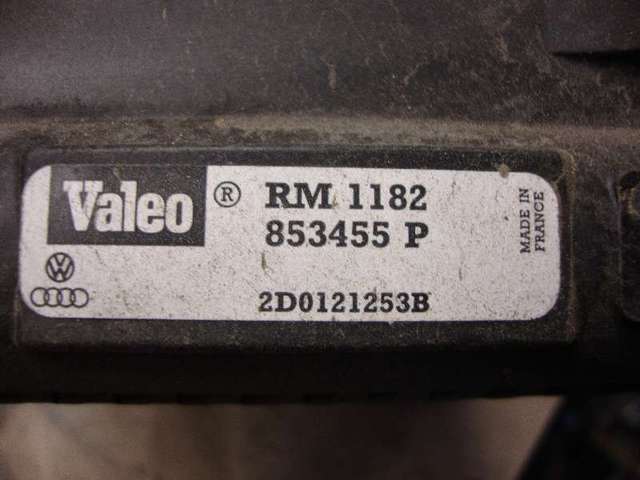 Valeo ® RM 1182
853455 P
2D0121253B
MADE IN
FRANCE